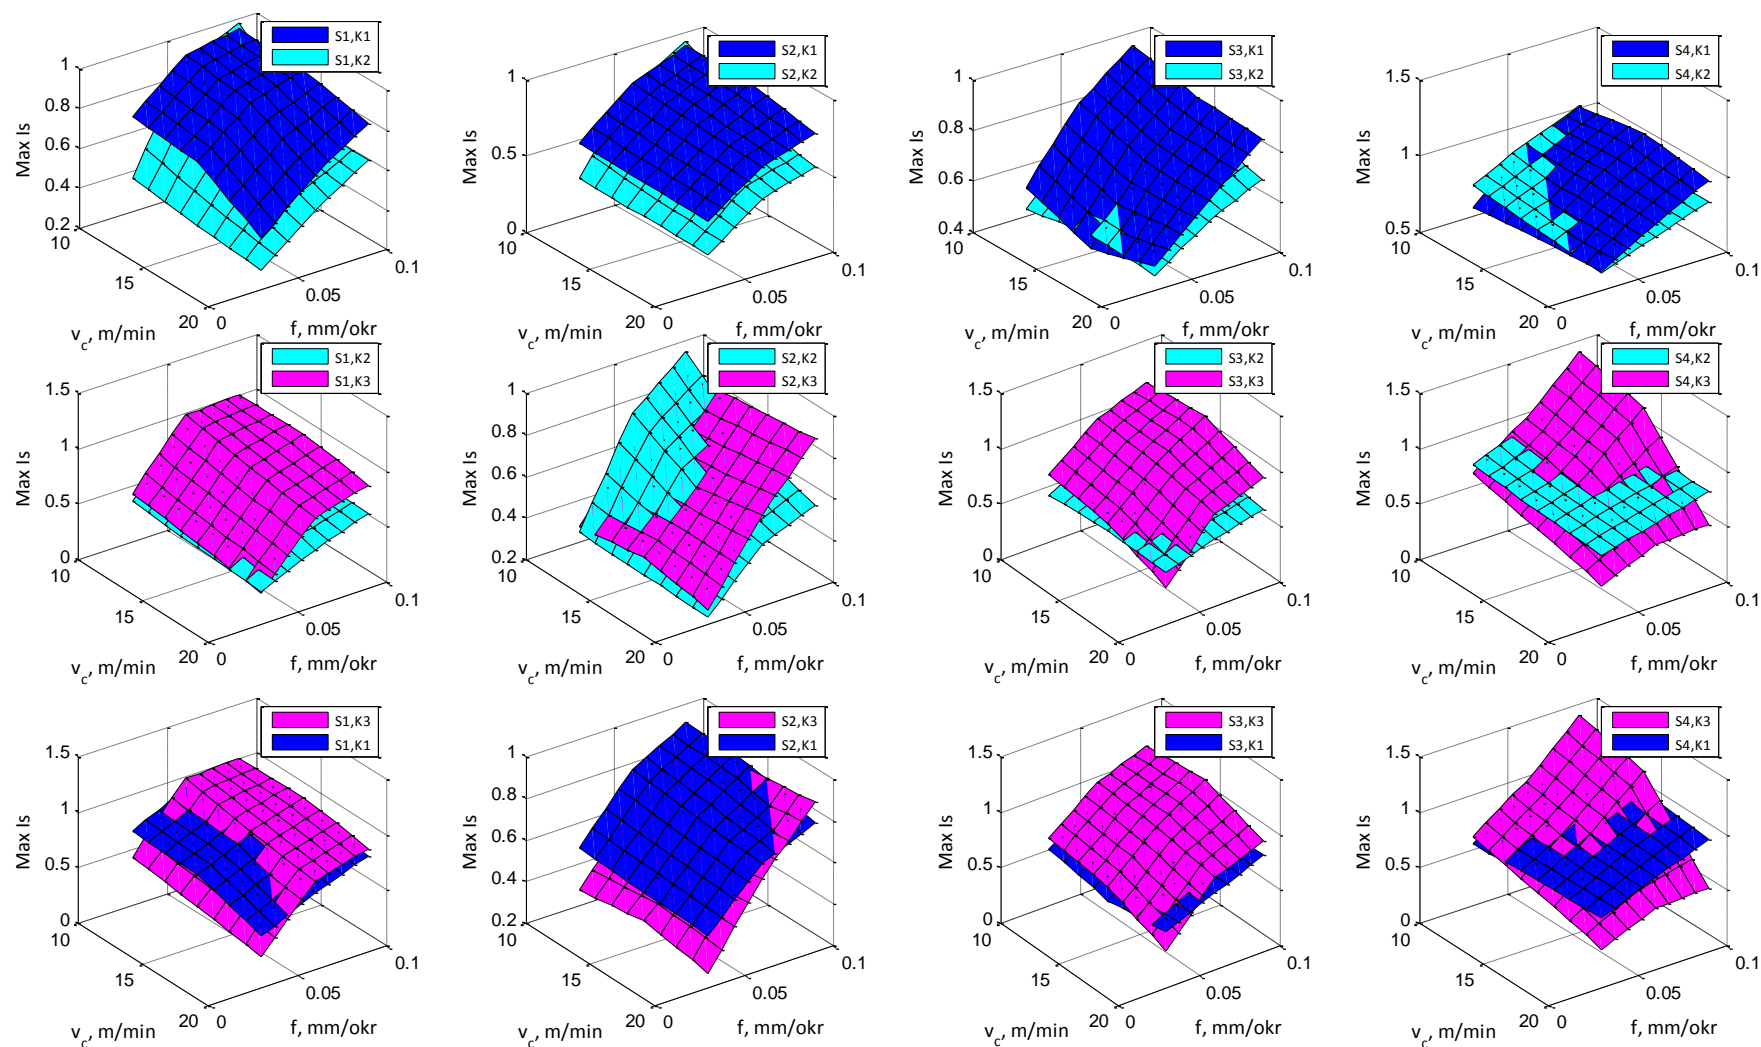 S1,K1
S1,K2
1
0.8
0.6
0.4
0.2
10
15
20
0
0.05
0.1
Max Is
v_c, m/min
f, mm/okr
S2,K1
S2,K2
1
0.5
0
10
15
20
0
0.05
0.1
Max Is
v_c, m/min
f, mm/okr
S3,K1
S3,K2
1
0.8
0.6
0.4
10
15
20
0
0.05
0.1
Max Is
v_c, m/min
f, mm/okr
S4,K1
S4,K2
1.5
1
0.5
10
15
20
0
0.05
0.1
Max Is
v_c, m/min
f, mm/okr
S1,K2
S1,K3
1.5
1
0.5
0
10
15
20
0
0.05
0.1
Max Is
v_c, m/min
f, mm/okr
S2,K2
S2,K3
1
0.8
0.6
0.4
0.2
10
15
20
0
0.05
0.1
Max Is
v_c, m/min
f, mm/okr
S3,K2
S3,K3
1.5
1
0.5
0
10
15
20
0
0.05
0.1
Max Is
v_c, m/min
f, mm/okr
S4,K2
S4,K3
1.5
1
0.5
0
10
15
20
0
0.05
0.1
Max Is
v_c, m/min
f, mm/okr
S1,K3
S1,K1
1.5
1
0.5
0
10
15
20
0
0.05
0.1
Max Is
v_c, m/min
f, mm/okr
S2,K3
S2,K1
1
0.8
0.6
0.4
0.2
10
15
20
0
0.05
0.1
Max Is
v_c, m/min
f, mm/okr
S3,K3
S3,K1
1.5
1
0.5
0
10
15
20
0
0.05
0.1
Max Is
v_c, m/min
f, mm/okr
S4,K3
S4,K1
1.5
1
0.5
0
10
15
20
0
0.05
0.1
Max Is
v_c, m/min
f, mm/okr